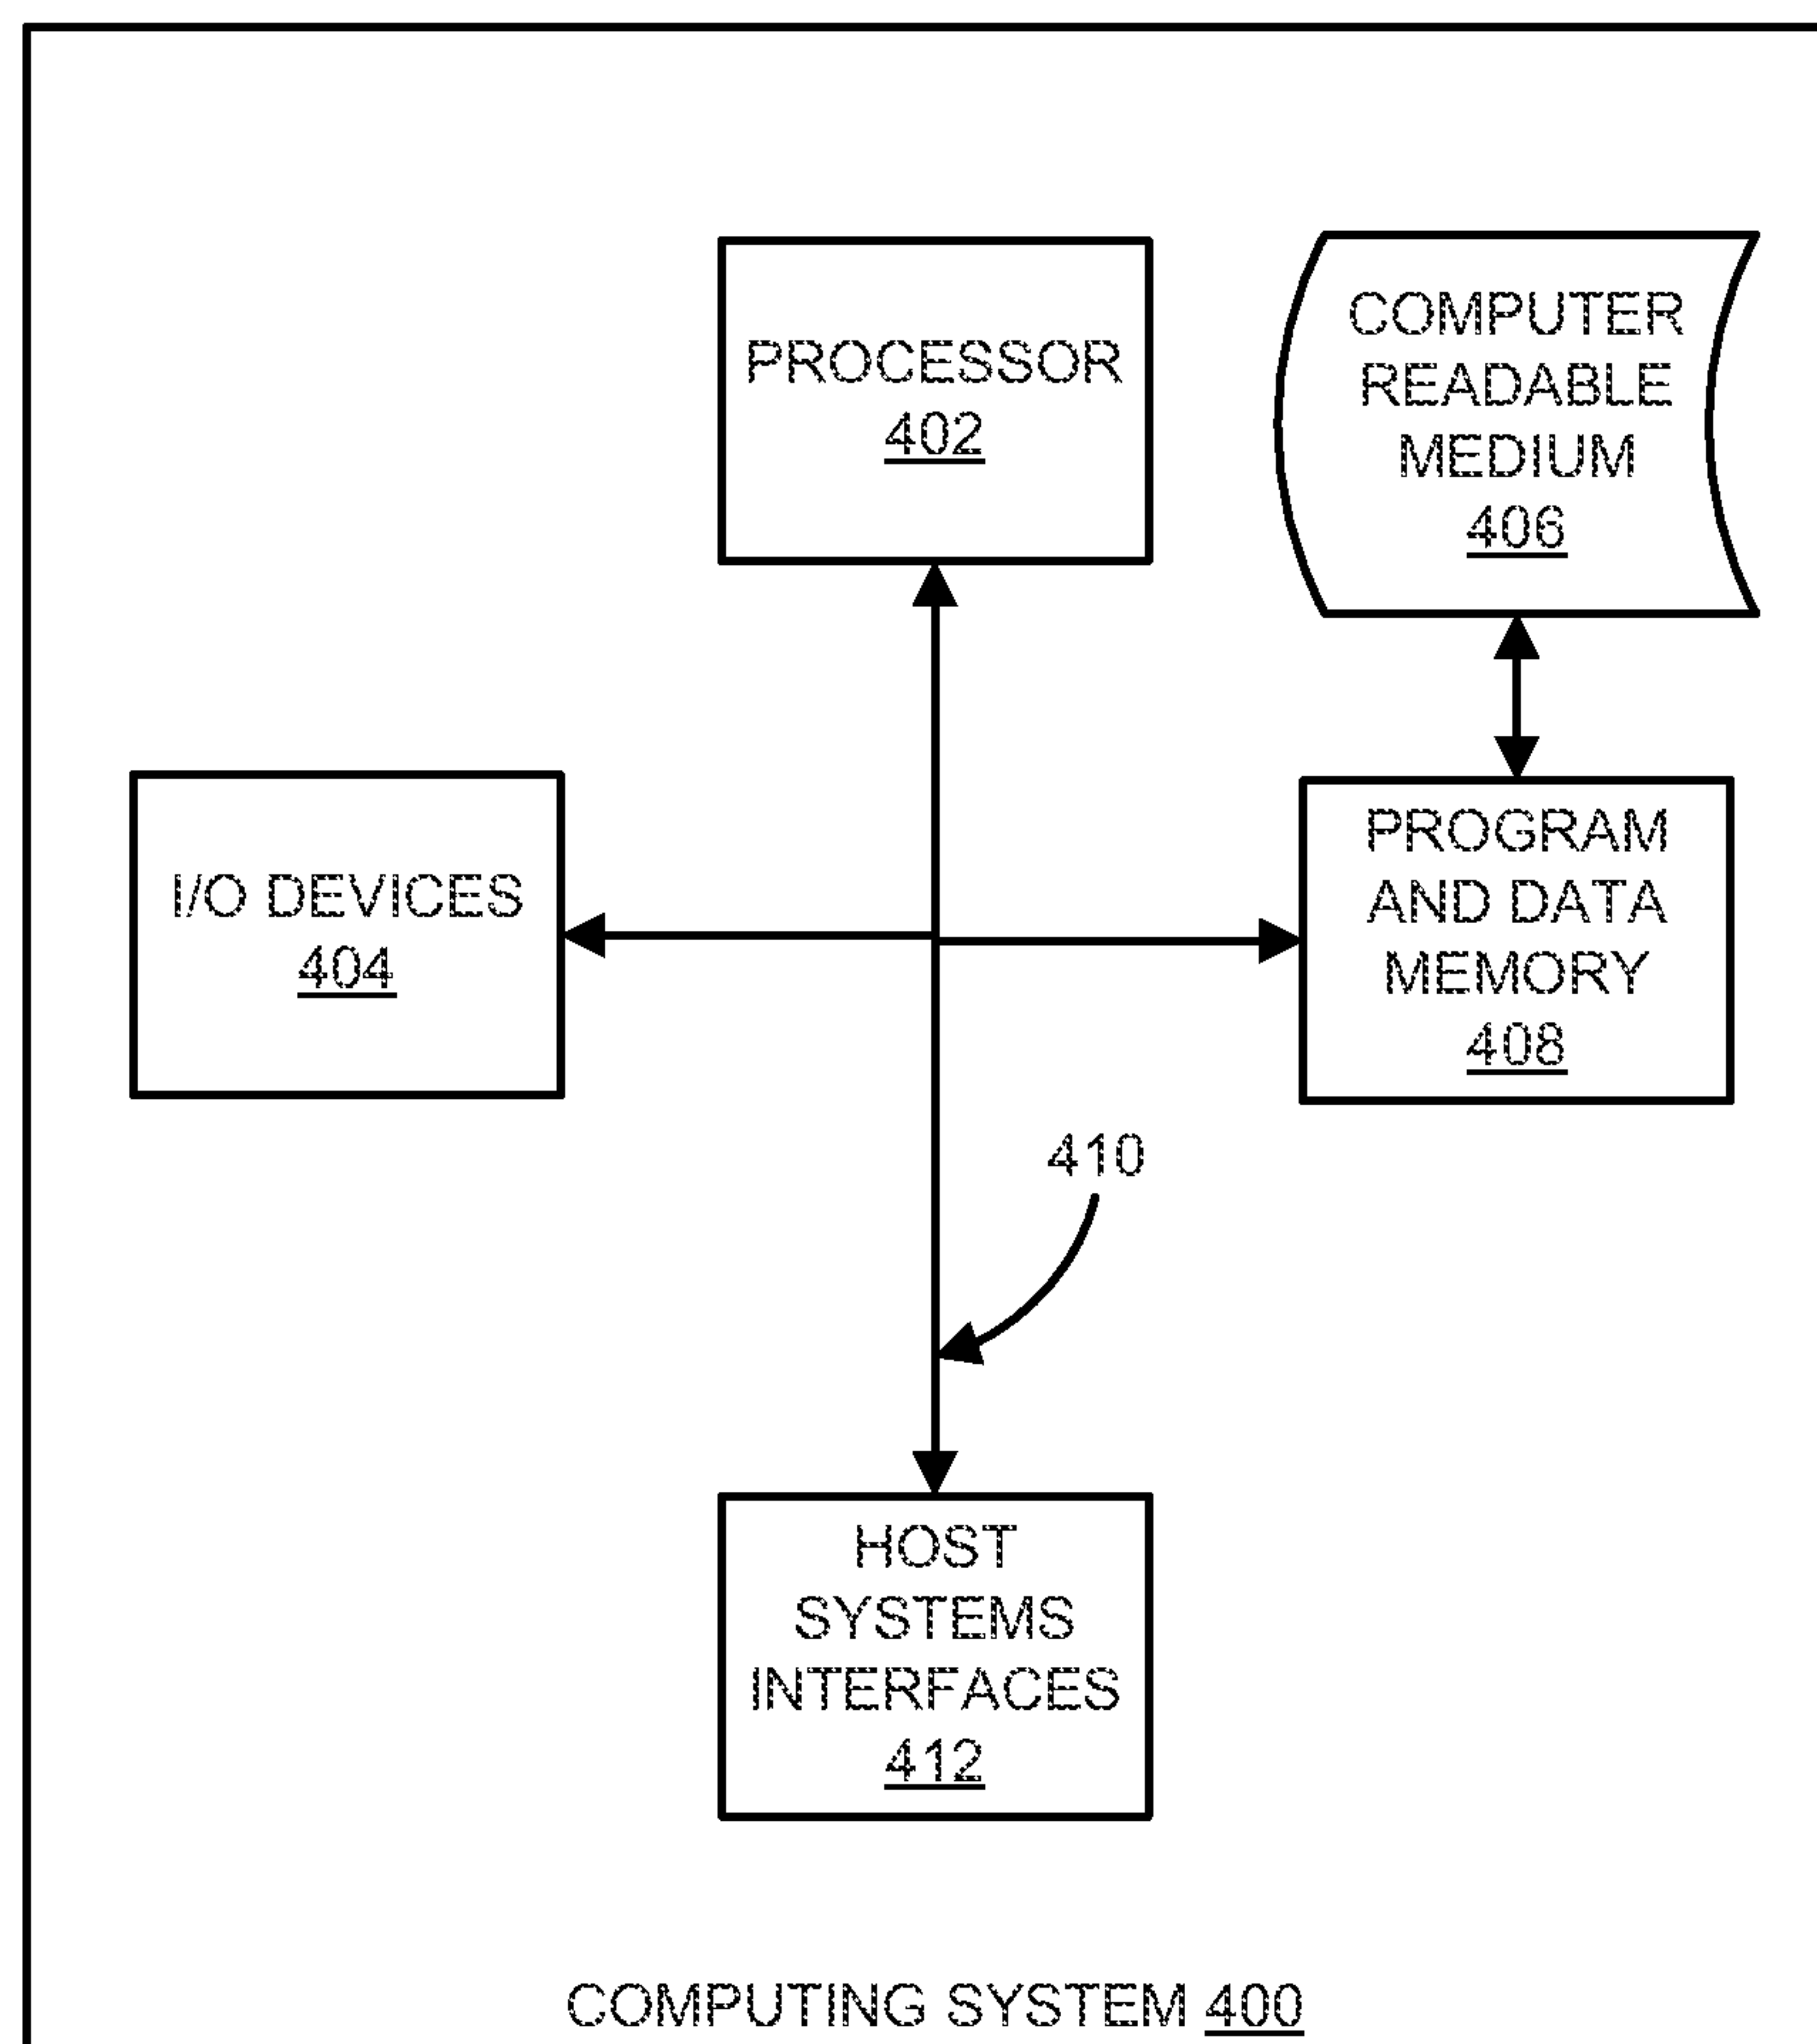 PROCESSOR
402
COMPUTER
READABLE
MEDIUM
406
I/O DEVICES
404
PROGRAM
AND DATA
MEMORY
408
410
HOST
SYSTEMS
INTERFACES
412
COMPUTING SYSTEM 400